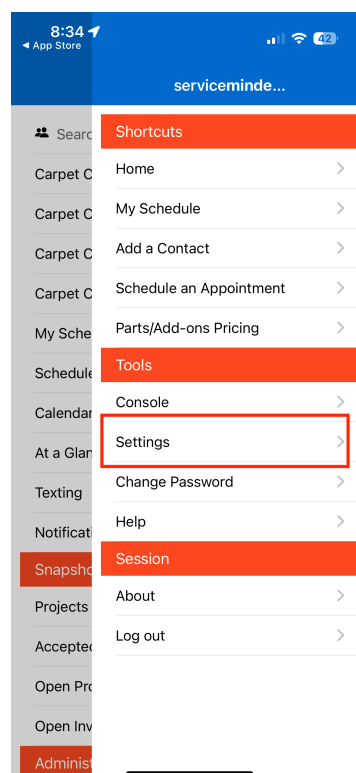 8:34
App Store
42
serviceminde...
Searc
Carpet C
Carpet C
Carpet C
Carpet C
My Sche
Schedule
Calendar
At a Glan
Texting
Notificati
Snapsho
Projects
Accepted
Open Pro
Open Inv
Administ
Shortcuts
Home
My Schedule
Add a Contact
Schedule an Appointment
Parts/Add-ons Pricing
Tools
Console
Settings
Change Password
Help
Session
About
Log out